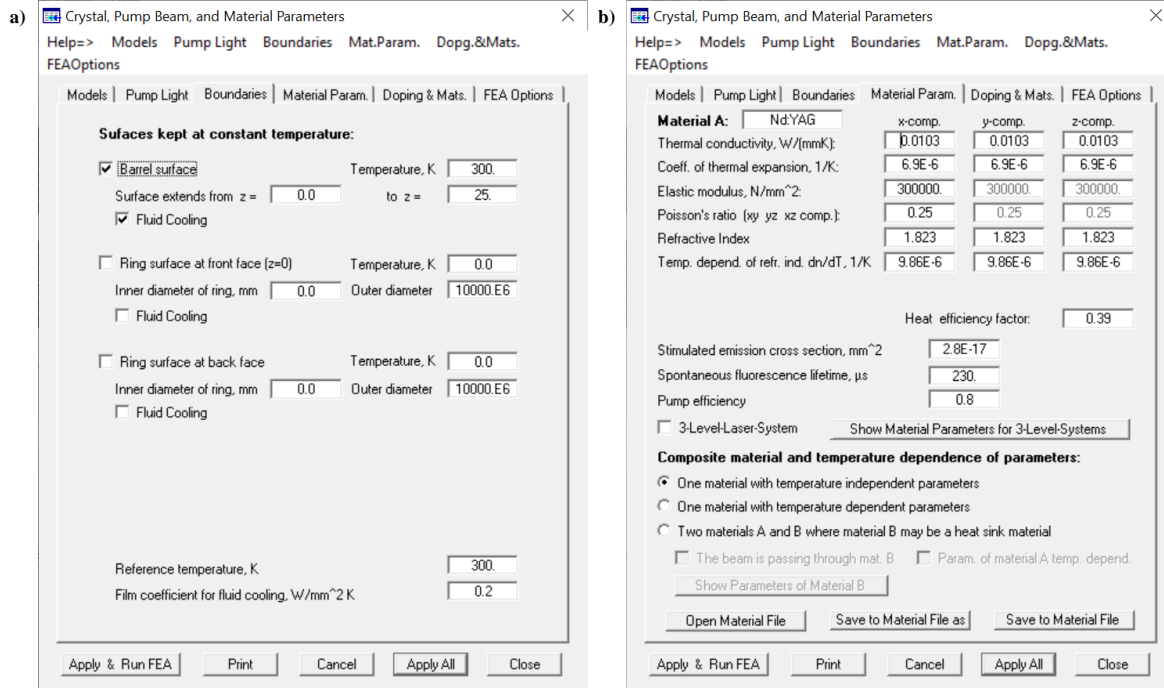 a)
Crystal, Pump Beam, and Material Parameters
Help=> Models Pump Light Boundaries Mat.Param. Dopg.&Mats.
FEAOptions
Models Pump Light Boundaries Material Param. Doping & Mats. FEA Options
Sufaces kept at constant temperature:
Barrel surface Temperature, K 300.
Surface extends from z = 0.0 to z = 25.
Fluid Cooling
Ring surface at front face (z=0) Temperature, K 0.0
Inner diameter of ring, mm 0.0 Outer diameter 10000.E6
Fluid Cooling
Ring surface at back face Temperature, K 0.0
Inner diameter of ring, mm 0.0 Outer diameter 10000.E6
Fluid Cooling
Reference temperature, K 300.
Film coefficient for fluid cooling, W/mm^2 K 0.2
Apply & Run FEA Print Cancel Apply All Close
b)
Crystal, Pump Beam, and Material Parameters
Help=> Models Pump Light Boundaries Mat.Param. Dopg.&Mats.
FEAOptions
Models Pump Light Boundaries Material Param. Doping & Mats. FEA Options
Material A: Nd:YAG x-comp. y-comp. z-comp.
Thermal conductivity, W/(mmK): 0.0103 0.0103 0.0103
Coeff. of thermal expansion, 1/K: 6.9E-6 6.9E-6 6.9E-6
Elastic modulus, N/mm^2: 300000. 300000. 300000.
Poisson's ratio (xy yz xz comp.): 0.25 0.25 0.25
Refractive Index 1.823 1.823 1.823
Temp. depend. of refr. ind. dn/dT, 1/K 9.86E-6 9.86E-6 9.86E-6
Heat efficiency factor: 0.39
Stimulated emission cross section, mm^2 2.8E-17
Spontaneous fluorescence lifetime, µs 230.
Pump efficiency 0.8
3-Level-Laser-System Show Material Parameters for 3-Level-Systems
Composite material and temperature dependence of parameters:
One material with temperature independent parameters
One material with temperature dependent parameters
Two materials A and B where material B may be a heat sink material
The beam is passing through mat. B Param. of material A temp. depend.
Show Parameters of Material B
Open Material File Save to Material File as Save to Material File
Apply & Run FEA Print Cancel Apply All Close